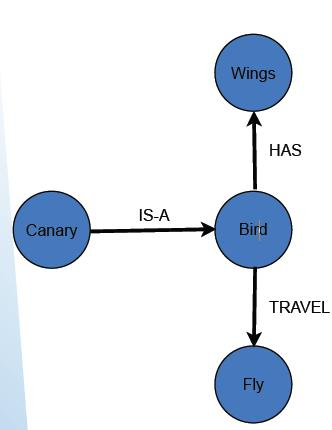 Wings
HAS
IS-A
Canary
Bird
TRAVEL
Fly